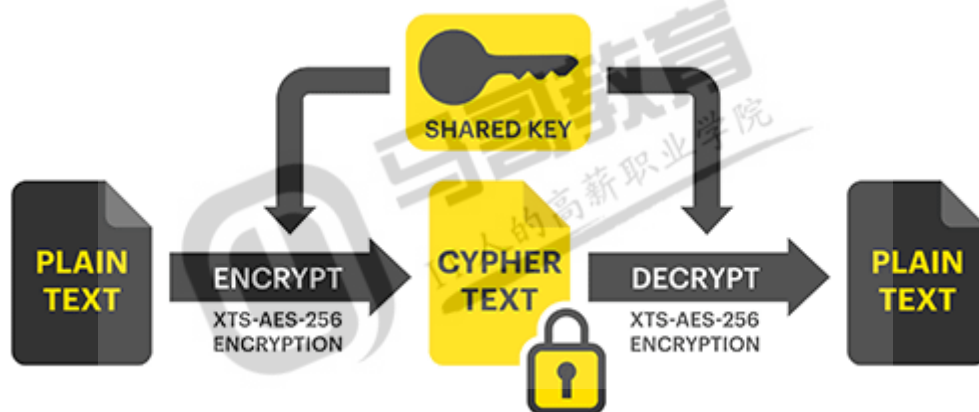 SHARED KEY
马哥教育
IT人的高薪职业学院
PLAIN
TEXT
ENCRYPT
XTS-AES-256
ENCRYPTION
CYPHER
TEXT
DECRYPT
XTS-AES-256
ENCRYPTION
PLAIN
TEXT